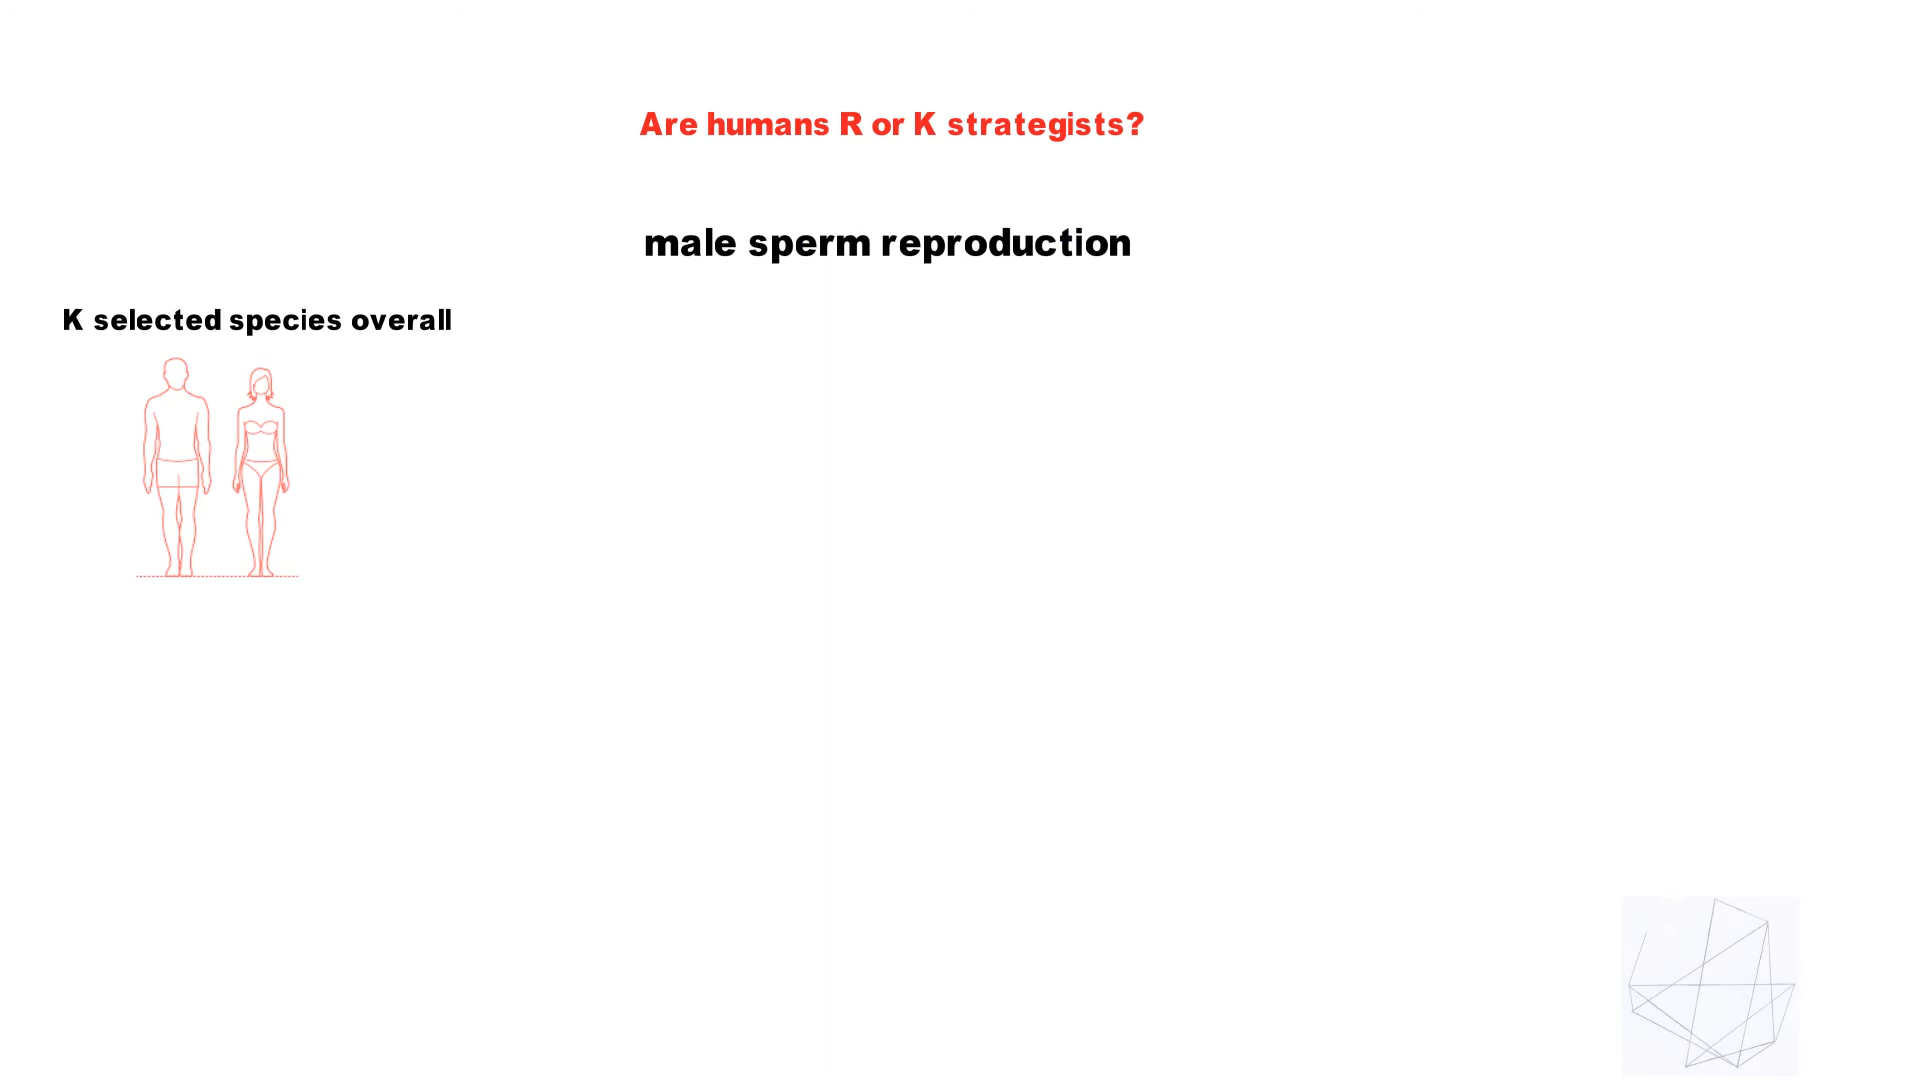 Are humans R or K strategists?
male sperm reproduction
K selected species overall